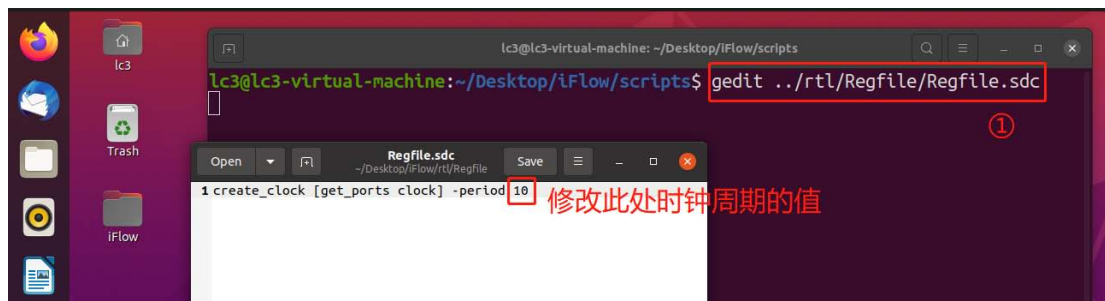 lc3
Trash
iFlow
lc3@lc3-virtual-machine: ~/Desktop/iFlow/scripts
lc3@lc3-virtual-machine:~/Desktop/iFlow/scripts$ gedit ../rtl/Regfile/Regfile.sdc
①
Open
Regfile.sdc
~/Desktop/iFlow/rtl/Regfile
Save
1 create_clock [get_ports clock] -period 10
修改此处时钟周期的值